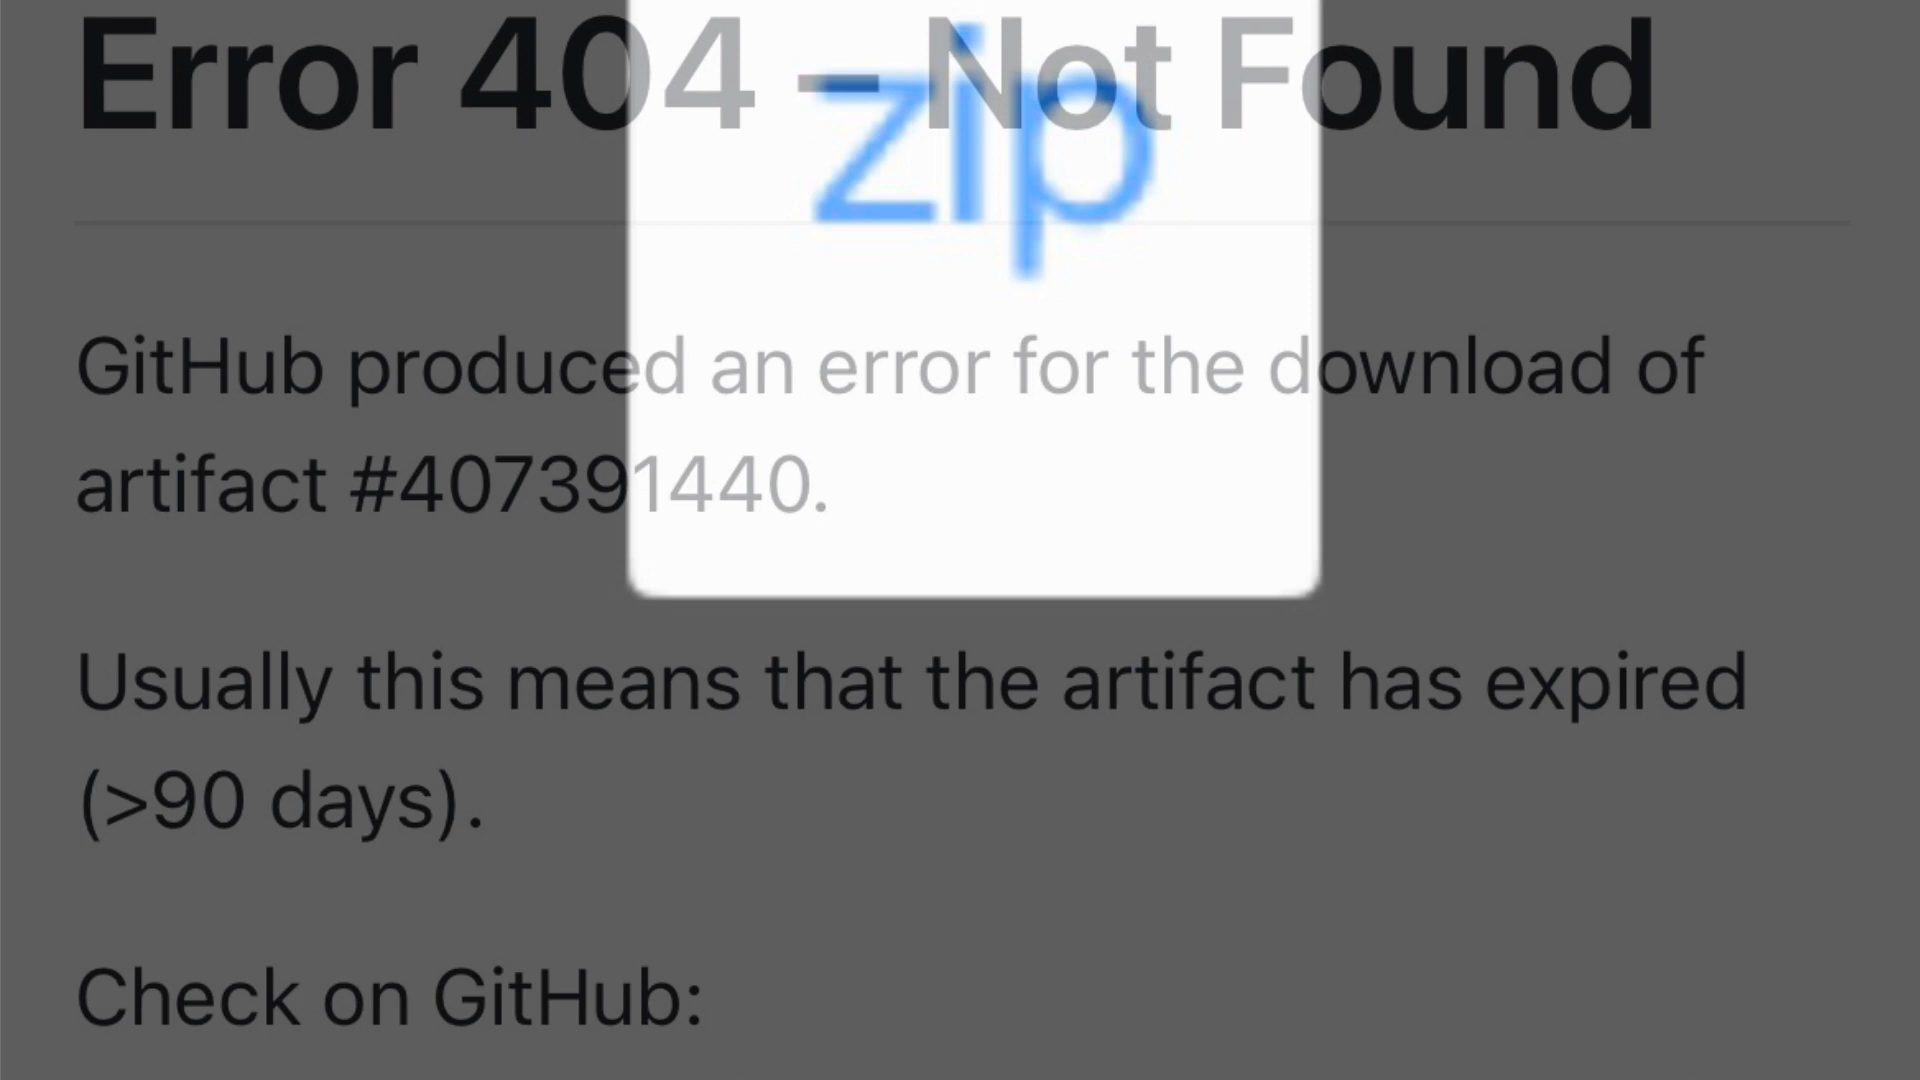 Error 404 – Not Found
zip
GitHub produced an error for the download of
artifact #407391440.
Usually this means that the artifact has expired
(>90 days).
Check on GitHub: